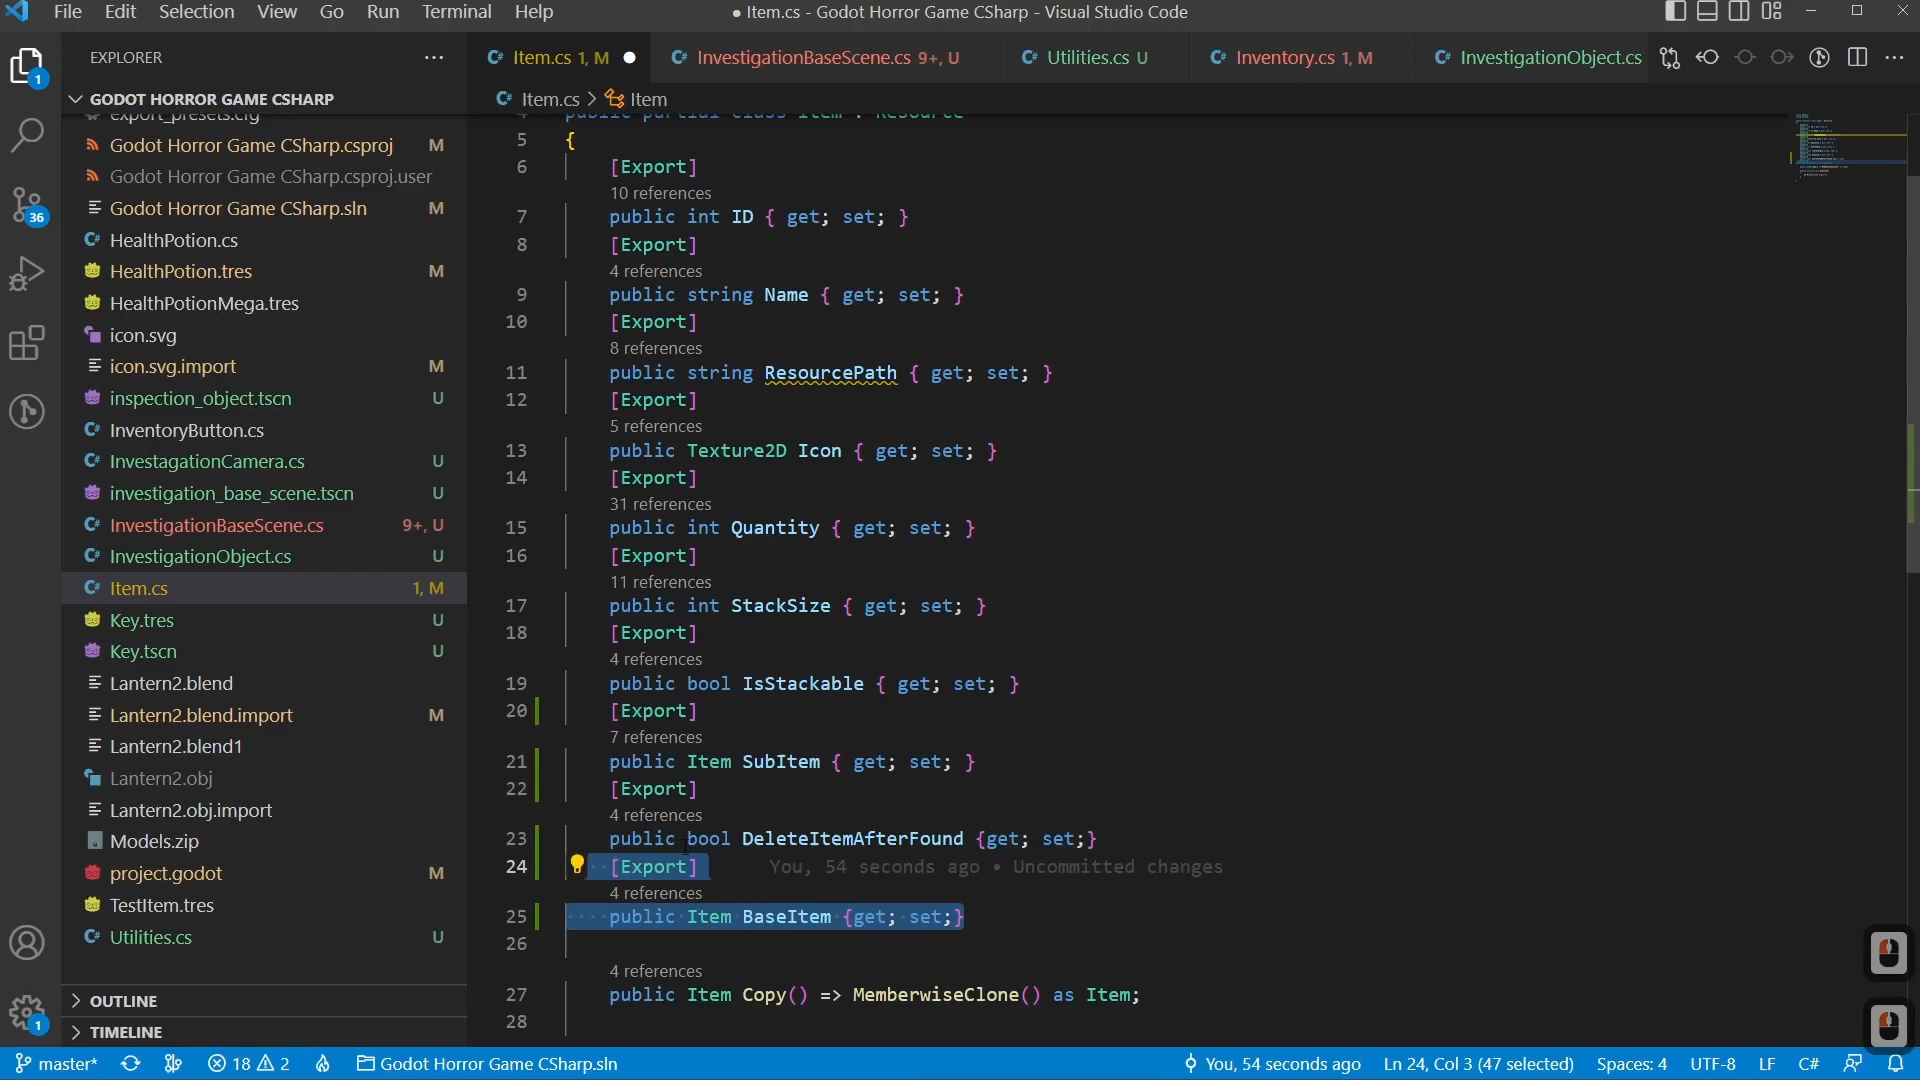 File Edit Selection View Go Run Terminal Help
● Item.cs - Godot Horror Game CSharp - Visual Studio Code
EXPLORER
Item.cs 1, M
InvestigationBaseScene.cs 9+, U
Utilities.cs U
Inventory.cs 1, M
InvestigationObject.cs
Item.cs > Item
GODOT HORROR GAME CSHARP
export_presets.cfg
Godot Horror Game CSharp.csproj M
Godot Horror Game CSharp.csproj.user
Godot Horror Game CSharp.sln M
HealthPotion.cs
HealthPotion.tres M
HealthPotionMega.tres
icon.svg
icon.svg.import M
inspection_object.tscn U
InventoryButton.cs
InvestagationCamera.cs U
investigation_base_scene.tscn U
InvestigationBaseScene.cs 9+, U
InvestigationObject.cs U
Item.cs 1, M
Key.tres U
Key.tscn U
Lantern2.blend
Lantern2.blend.import M
Lantern2.blend1
Lantern2.obj
Lantern2.obj.import
Models.zip
project.godot M
TestItem.tres
Utilities.cs U
OUTLINE
TIMELINE
1
36
1
public partial class Item : Resource
5 {
6 [Export]
10 references
7 public int ID { get; set; }
8 [Export]
4 references
9 public string Name { get; set; }
10 [Export]
8 references
11 public string ResourcePath { get; set; }
12 [Export]
5 references
13 public Texture2D Icon { get; set; }
14 [Export]
31 references
15 public int Quantity { get; set; }
16 [Export]
11 references
17 public int StackSize { get; set; }
18 [Export]
4 references
19 public bool IsStackable { get; set; }
20 [Export]
7 references
21 public Item SubItem { get; set; }
22 [Export]
4 references
23 public bool DeleteItemAfterFound {get; set;}
24 [Export] You, 54 seconds ago • Uncommitted changes
4 references
25 public Item BaseItem {get; set;}
26
4 references
27 public Item Copy() => MemberwiseClone() as Item;
28
master* 18 2 Godot Horror Game CSharp.sln You, 54 seconds ago Ln 24, Col 3 (47 selected) Spaces: 4 UTF-8 LF C#